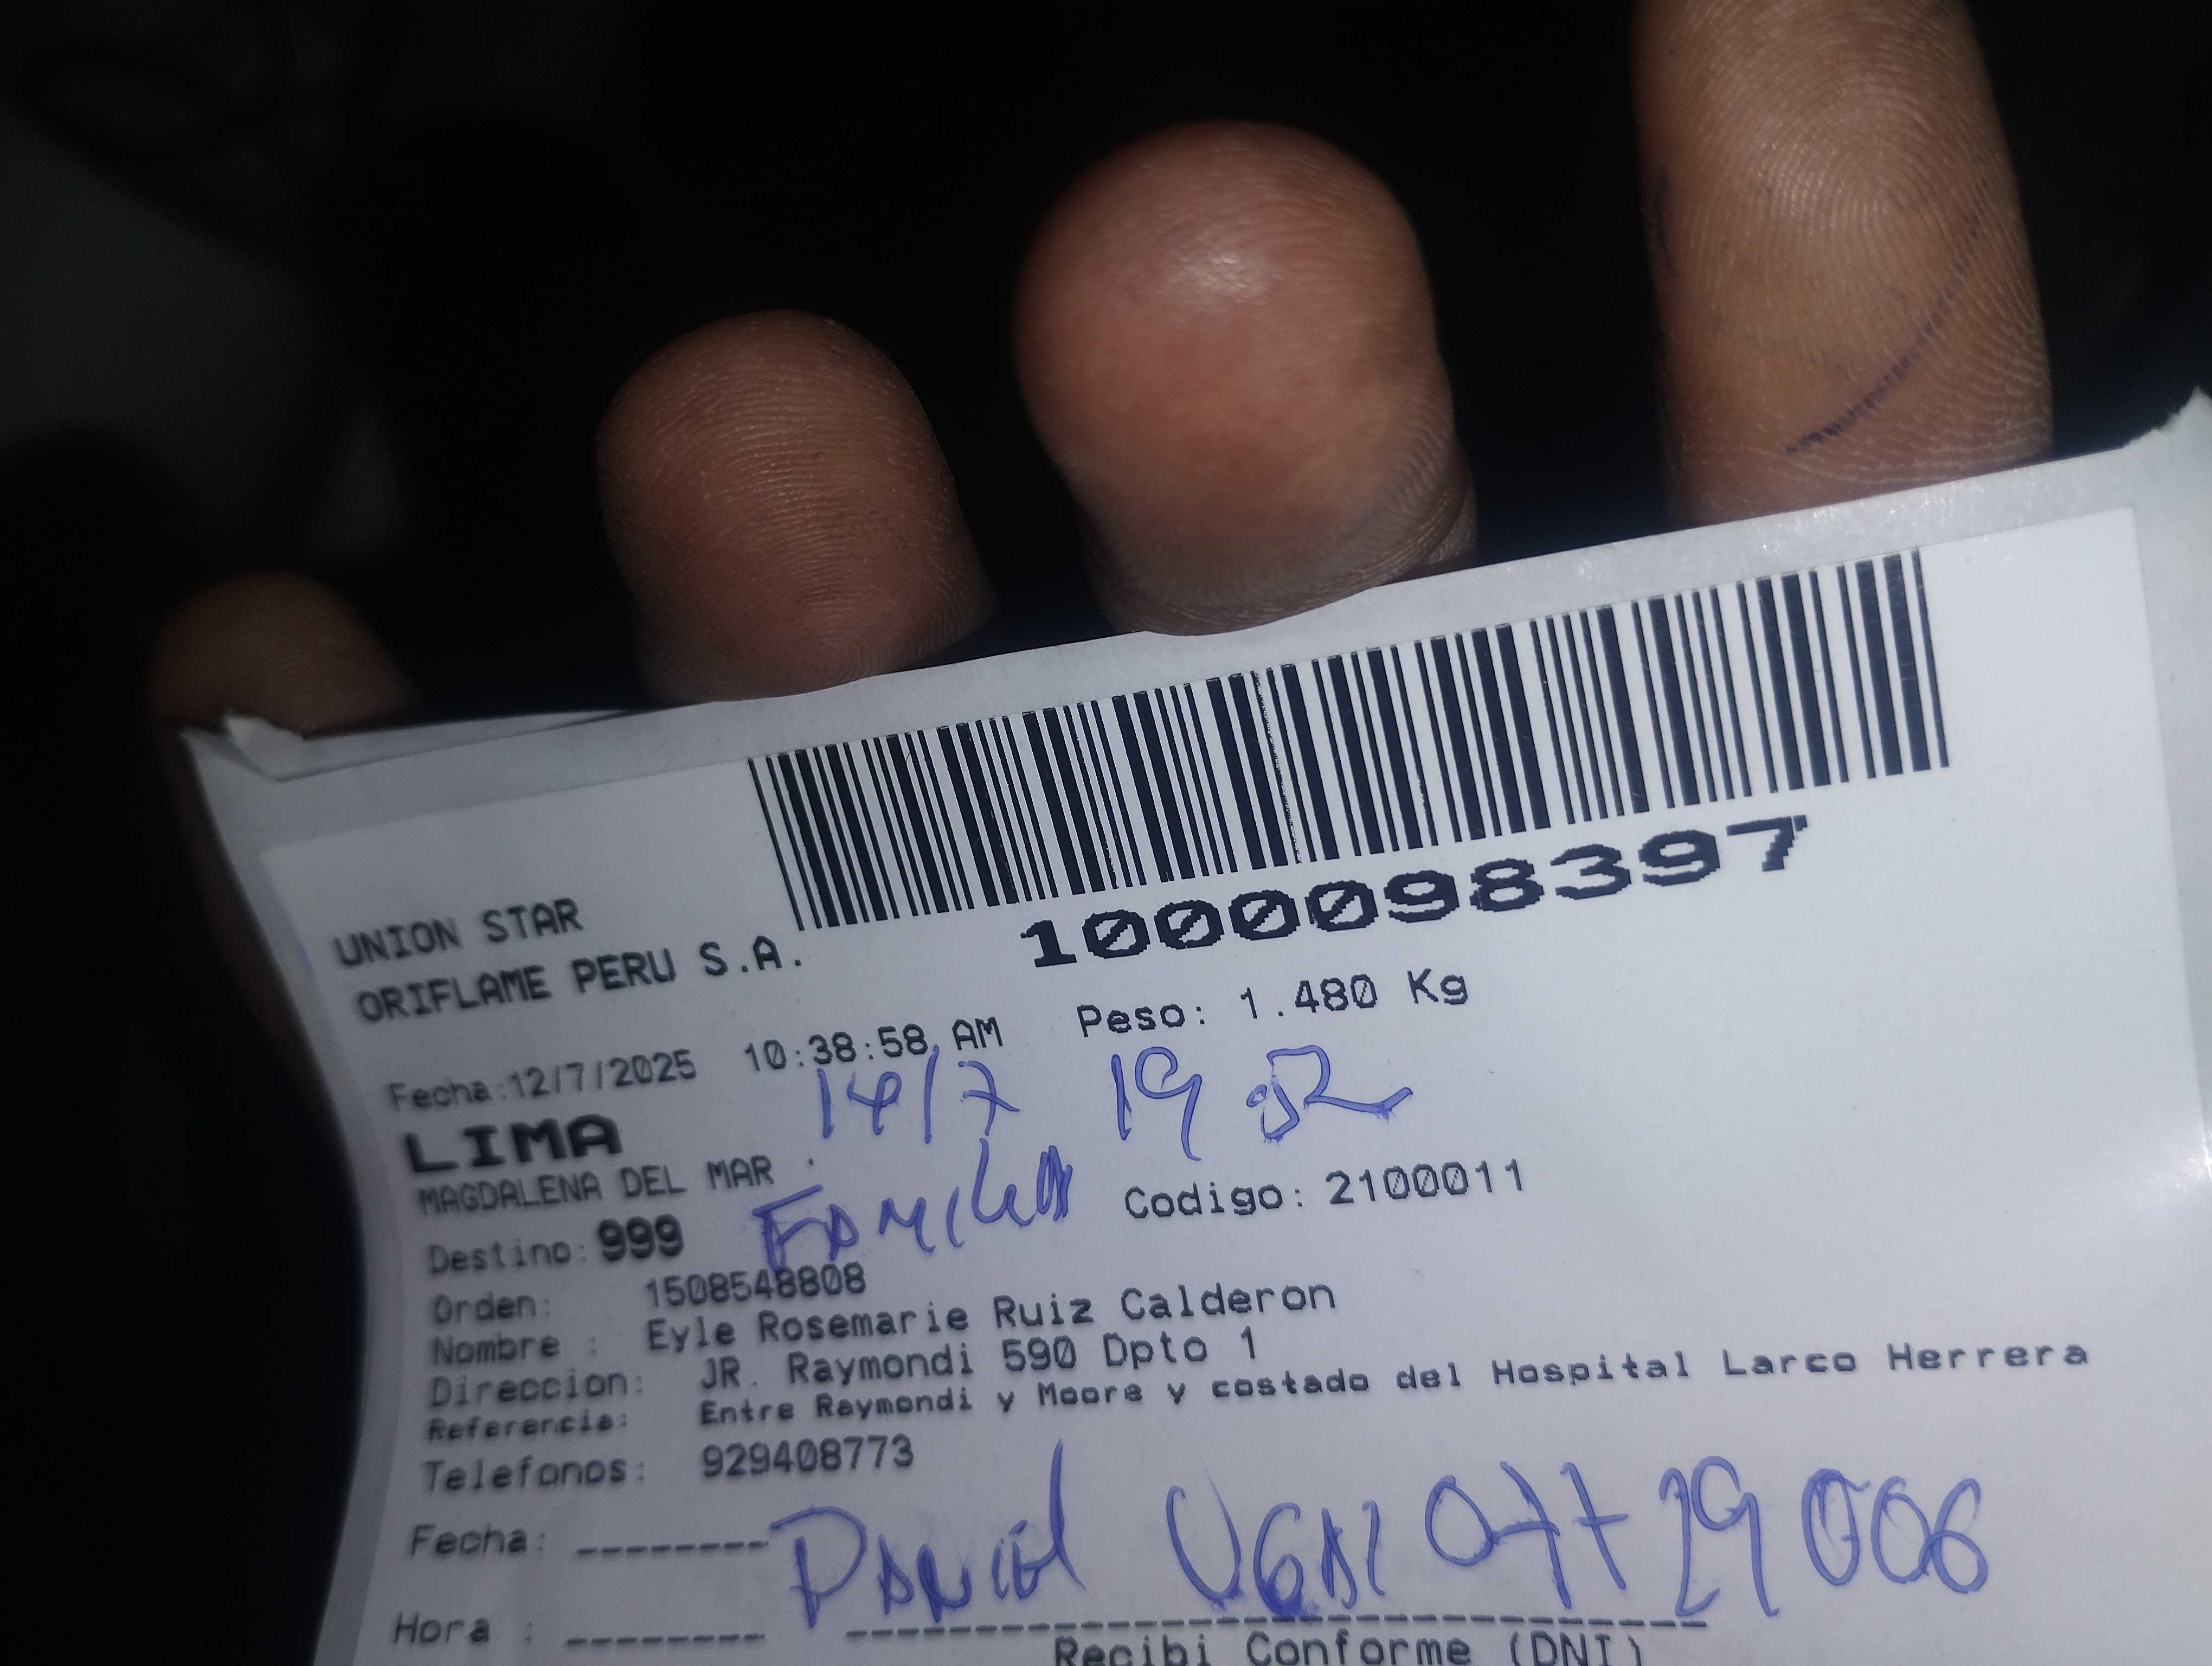 1000098397
UNION STAR
ORIFLAME PERU S.A.
Fecha:12/7/2025 10:38:58 AM Peso: 1.480 Kg
14/7 19:52
LIMA
MAGDALENA DEL MAR
Familia
Destino: 999 Codigo: 2100011
Orden: 1508548808
Nombre : Eyle Rosemarie Ruiz Calderon
Direccion: JR. Raymondi 590 Dpto 1
Referencia: Entre Raymondi y Moore y costado del Hospital Larco Herrera
Telefonos: 929408773
Fecha: --------
Daniel
Hora : --------
Recibi Conforme (DNI)